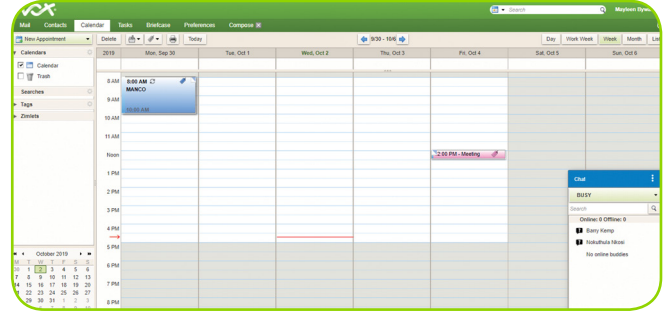 VOX
Search
Mail Contacts Calendar Tasks Briefcase Preferences Compose
New Appointment Delete Today 9/30 - 10/6 Day Work Week Week Month List
Calendars
Calendar
Trash
Searches
Tags
Zimlets
2019 Mon, Sep 30 Tue, Oct 1 Wed, Oct 2 Thu, Oct 3 Fri, Oct 4 Sat, Oct 5 Sun, Oct 6
8 AM 8:00 AM
MANCO
9 AM
10:00 AM
10 AM
11 AM
Noon 12:00 PM - Meeting
1 PM
2 PM
3 PM
4 PM
5 PM
6 PM
7 PM
8 PM
Chat
BUSY
Search
Online: 0 Offline: 0
Barry Kemp
Nokuthula Nkosi
No online buddies
October 2019
M T W T F S S
30 1 2 3 4 5 6
7 8 9 10 11 12 13
14 15 16 17 18 19 20
21 22 23 24 25 26 27
28 29 30 31 1 2 3